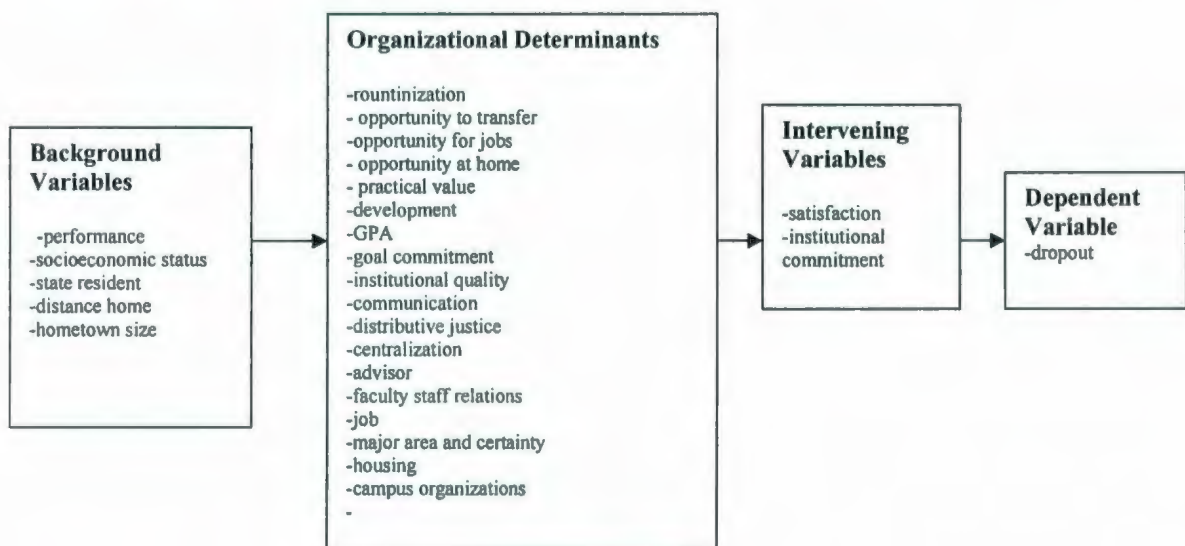 Background
Variables
-performance
-socioeconomic status
-state resident
-distance home
-hometown size
Organizational Determinants
-rountinization
- opportunity to transfer
-opportunity for jobs
- opportunity at home
- practical value
-development
-GPA
-goal commitment
-institutional quality
-communication
-distributive justice
-centralization
-advisor
-faculty staff relations
-job
-major area and certainty
-housing
-campus organizations
-
Intervening
Variables
-satisfaction
-institutional
commitment
Dependent
Variable
-dropout